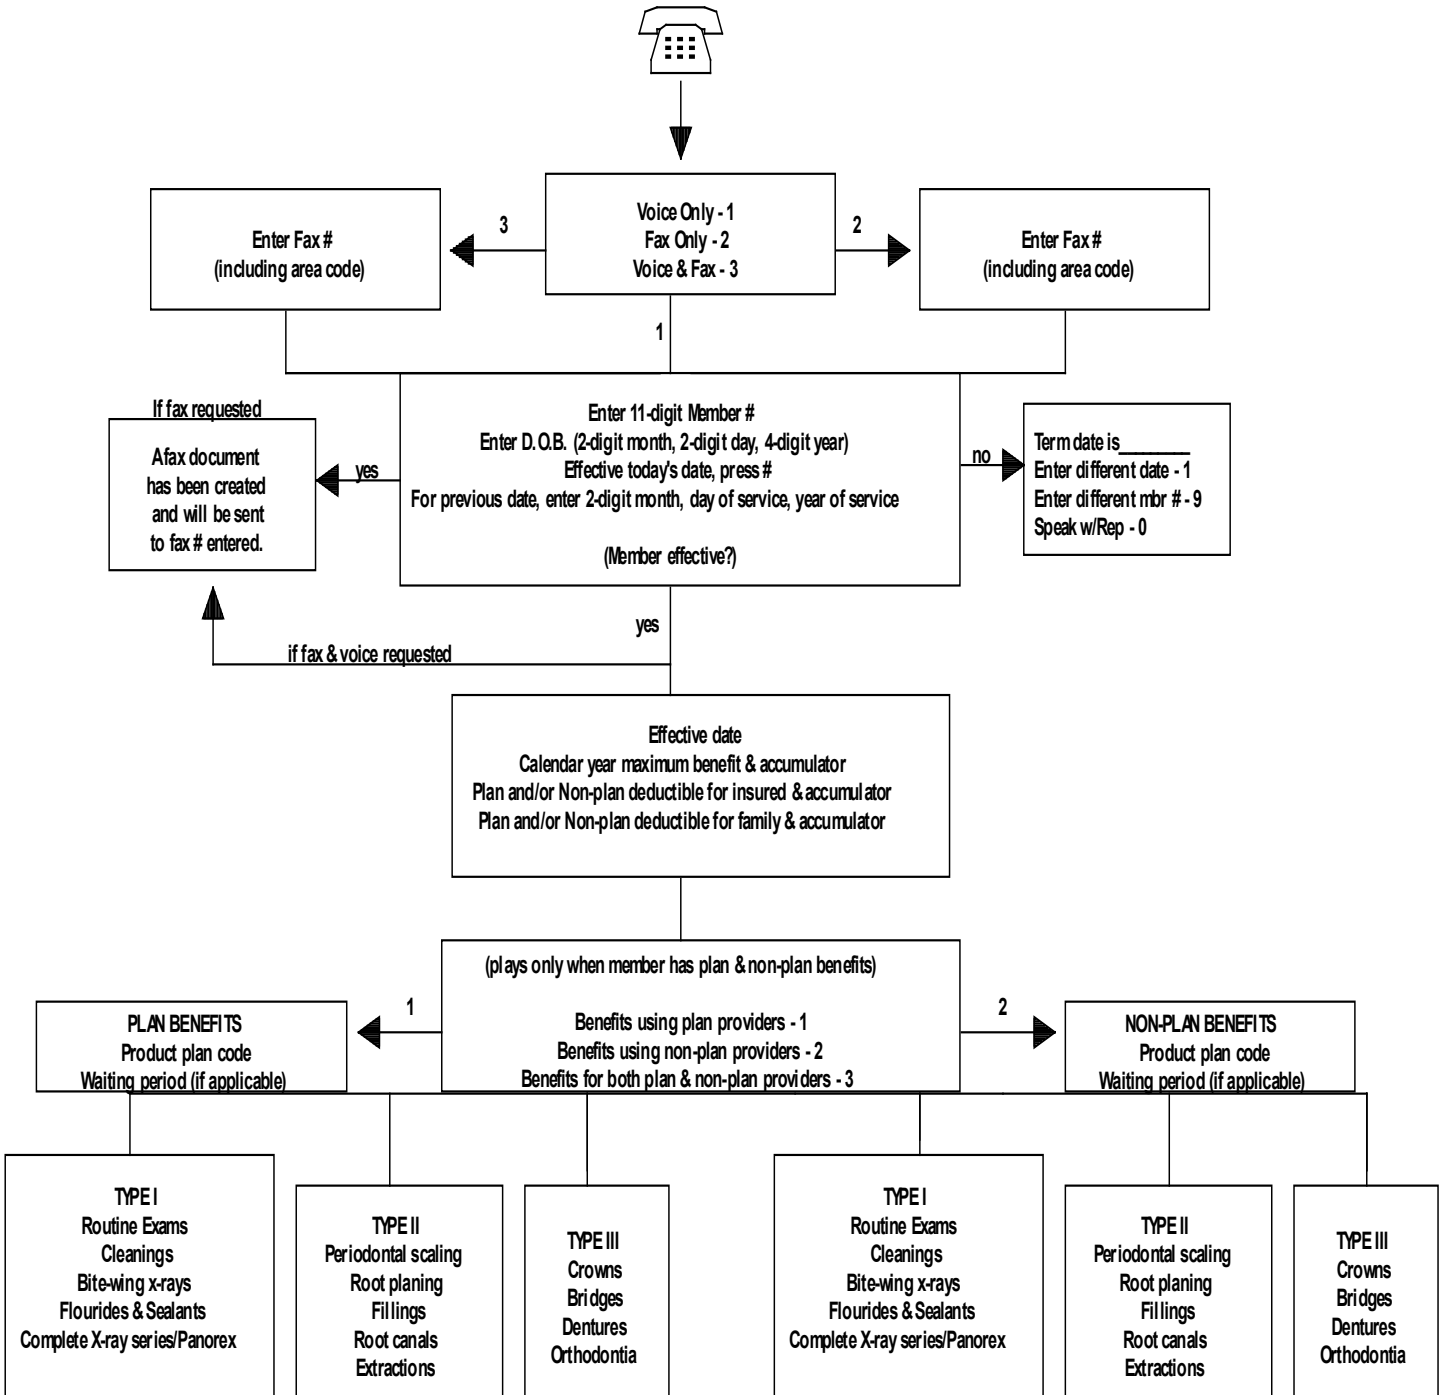 Voice Only - 1
Fax Only - 2
Voice & Fax - 3
3
2
Enter Fax #
(including area code)
Enter Fax #
(including area code)
1
If fax requested
A fax document
has been created
and will be sent
to fax # entered.
yes
Enter 11-digit Member #
Enter D.O.B. (2-digit month, 2-digit day, 4-digit year)
Effective today's date, press #
For previous date, enter 2-digit month, day of service, year of service
(Member effective?)
no
Term date is________
Enter different date - 1
Enter different mbr # - 9
Speak w/Rep - 0
yes
if fax & voice requested
Effective date
Calendar year maximum benefit & accumulator
Plan and/or Non-plan deductible for insured & accumulator
Plan and/or Non-plan deductible for family & accumulator
(plays only when member has plan & non-plan benefits)
Benefits using plan providers - 1
Benefits using non-plan providers - 2
Benefits for both plan & non-plan providers - 3
1
2
PLAN BENEFITS
Product plan code
Waiting period (if applicable)
NON-PLAN BENEFITS
Product plan code
Waiting period (if applicable)
TYPE I
Routine Exams
Cleanings
Bite-wing x-rays
Flourides & Sealants
Complete X-ray series/Panorex
TYPE II
Periodontal scaling
Root planing
Fillings
Root canals
Extractions
TYPE III
Crowns
Bridges
Dentures
Orthodontia
TYPE I
Routine Exams
Cleanings
Bite-wing x-rays
Flourides & Sealants
Complete X-ray series/Panorex
TYPE II
Periodontal scaling
Root planing
Fillings
Root canals
Extractions
TYPE III
Crowns
Bridges
Dentures
Orthodontia